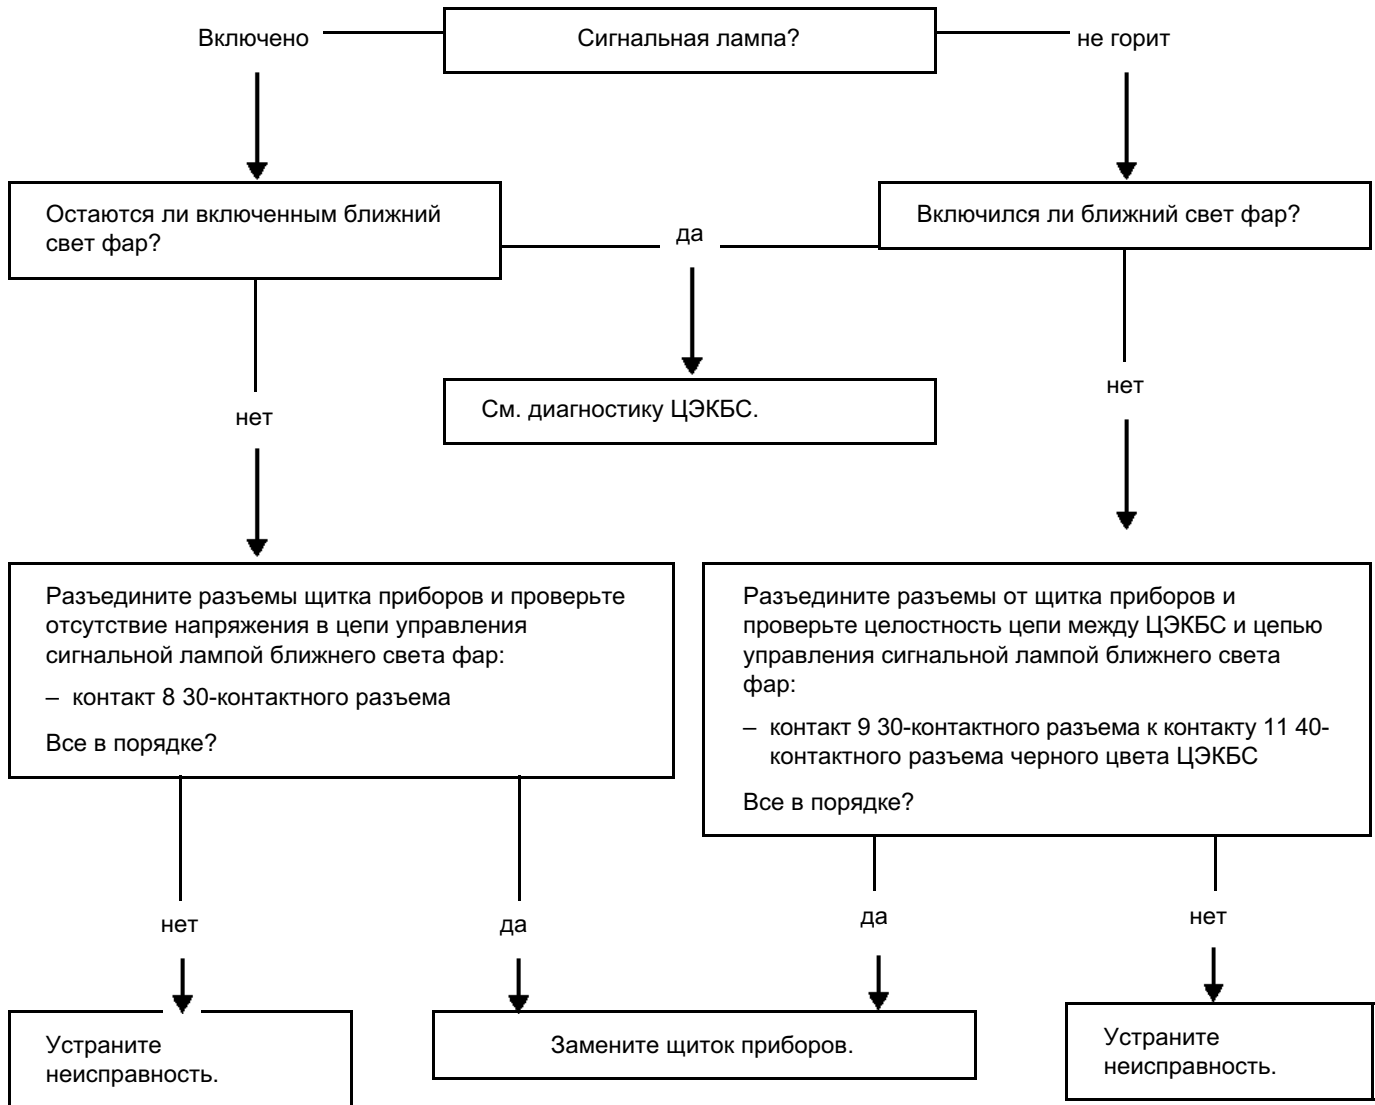 Включено
Сигнальная лампа?
не горит
Остаются ли включенным ближний
свет фар?
да
Включился ли ближний свет фар?
См. диагностику ЦЭКБС.
нет
нет
Разъедините разъемы щитка приборов и проверьте
отсутствие напряжения в цепи управления
сигнальной лампой ближнего света фар:
– контакт 8 30-контактного разъема
Все в порядке?
Разъедините разъемы от щитка приборов и
проверьте целостность цепи между ЦЭКБС и цепью
управления сигнальной лампой ближнего света
фар:
– контакт 9 30-контактного разъема к контакту 11 40-
контактного разъема черного цвета ЦЭКБС
Все в порядке?
нет
да
да
нет
Устраните
неисправность.
Замените щиток приборов.
Устраните
неисправность.